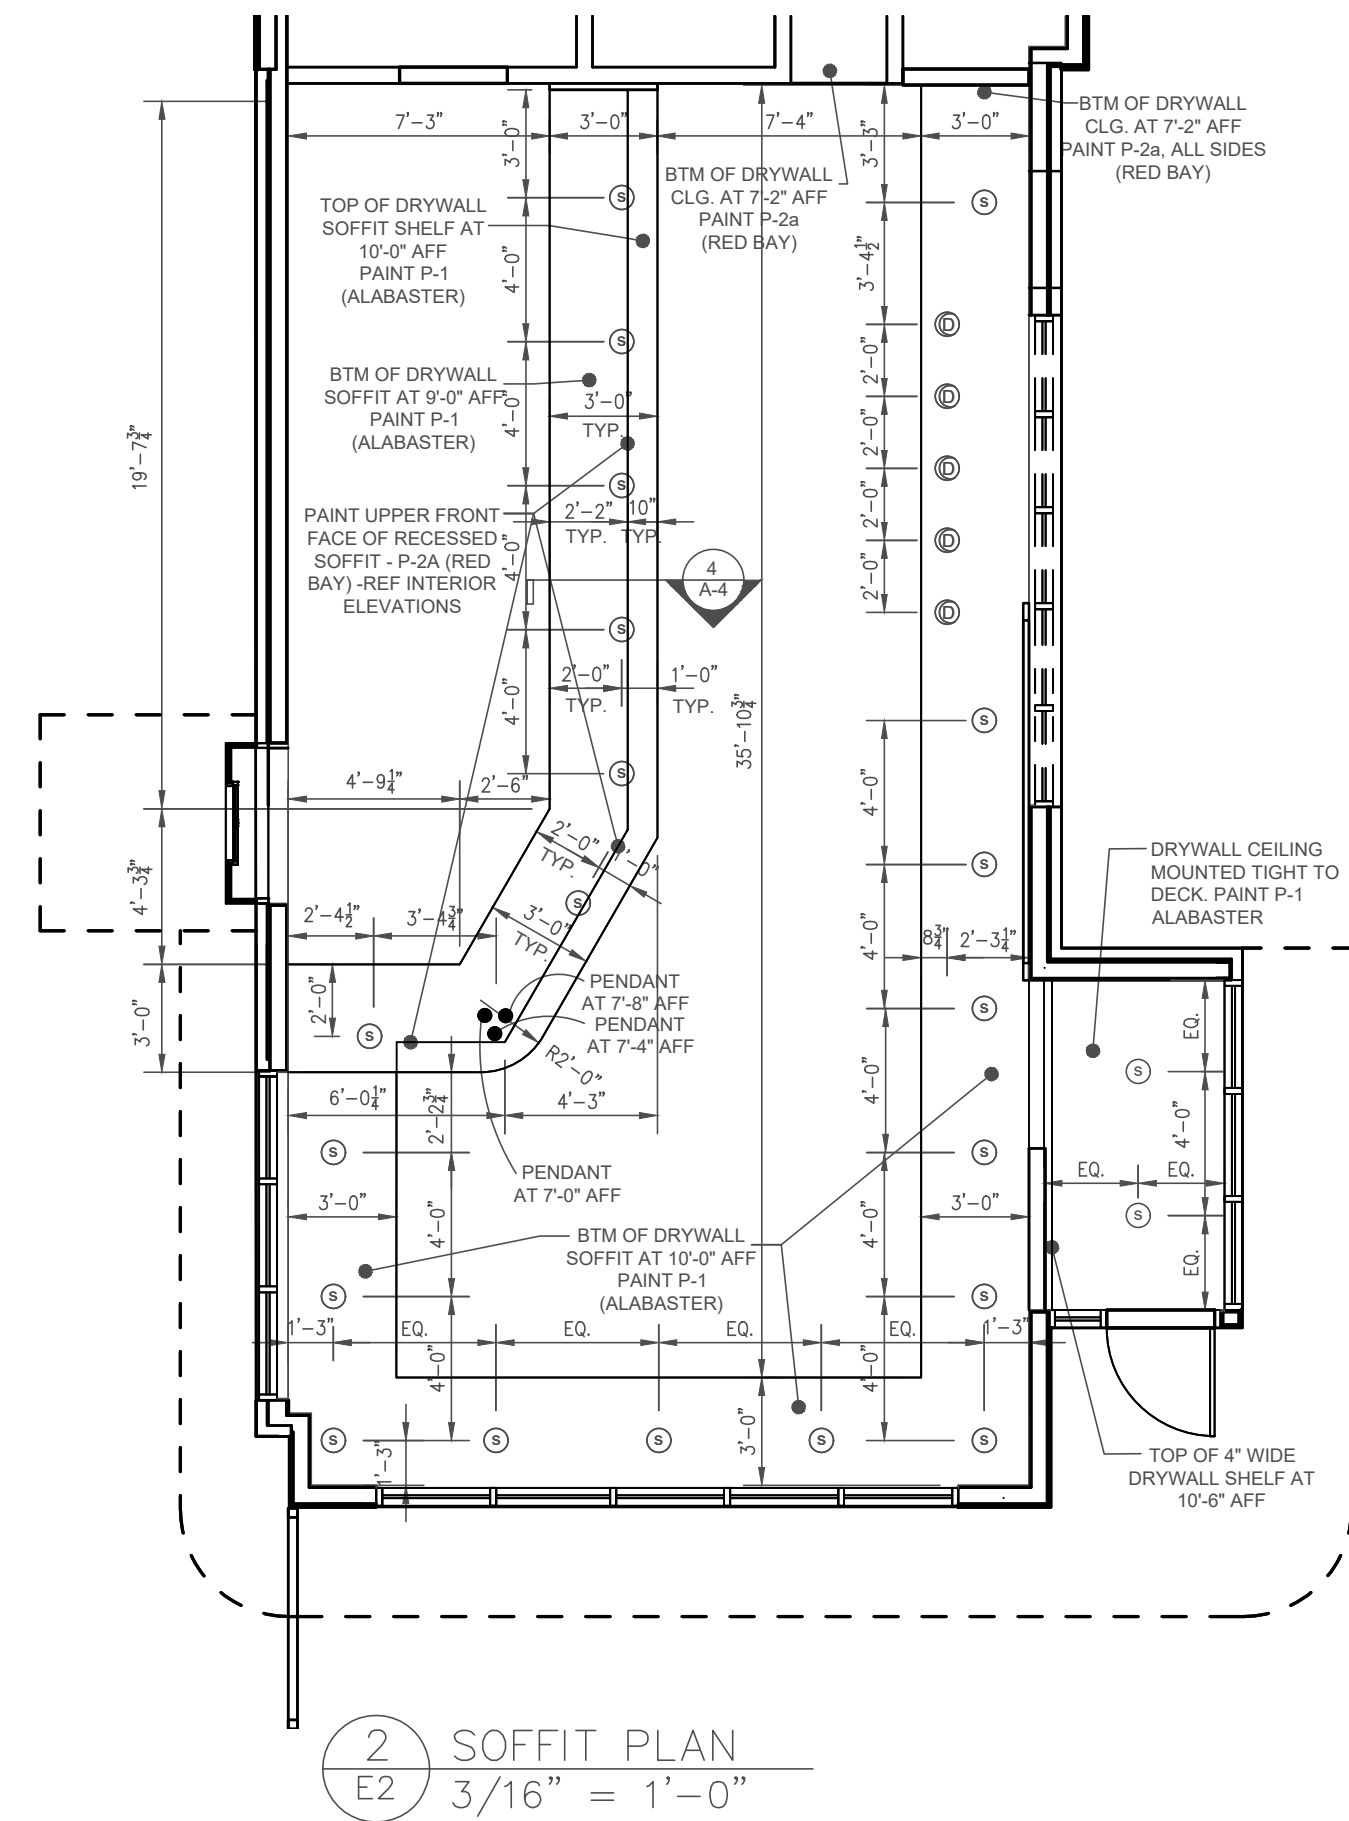 7'-3"
3'-0"
7'-4"
3'-0"
3'-0"
3'-3"
BTM OF DRYWALL
CLG. AT 7'-2" AFF
PAINT P-2a, ALL SIDES
(RED BAY)
BTM OF DRYWALL
CLG. AT 7'-2" AFF
PAINT P-2a
(RED BAY)
TOP OF DRYWALL
SOFFIT SHELF AT
10'-0" AFF
PAINT P-1
(ALABASTER)
S
S
4'-0"
3'-4½"
D
S
BTM OF DRYWALL
SOFFIT AT 9'-0" AFF
PAINT P-1
(ALABASTER)
4'-0"
3'-0"
TYP.
2'-0"
D
19'-7¾"
2'-0"
D
S
PAINT UPPER FRONT
FACE OF RECESSED
SOFFIT - P-2A (RED
BAY) -REF INTERIOR
ELEVATIONS
2'-2"
TYP.
10"
TYP.
4'-0"
2'-0"
D
2'-0"
D
4
A-4
S
4'-0"
2'-0"
TYP.
1'-0"
TYP.
35'-10¾"
S
S
4'-9¼"
2'-6"
4'-0"
2'-0"
TYP.
1'-0"
S
4'-3¾"
2'-4½"
3'-4¾"
S
3'-0"
TYP.
4'-0"
8¾"
2'-3¼"
DRYWALL CEILING
MOUNTED TIGHT TO
DECK. PAINT P-1
ALABASTER
3'-0"
2'-0"
S
PENDANT
AT 7'-8" AFF
PENDANT
AT 7'-4" AFF
R2'-0"
S
EQ.
S
6'-0¼"
2'-2¾"
4'-3"
4'-0"
4'-0"
S
S
PENDANT
AT 7'-0" AFF
EQ.
EQ.
3'-0"
4'-0"
4'-0"
3'-0"
S
BTM OF DRYWALL
SOFFIT AT 10'-0" AFF
PAINT P-1
(ALABASTER)
EQ.
S
S
1'-3"
EQ.
EQ.
EQ.
EQ.
1'-3"
4'-0"
4'-0"
S
S
S
S
S
1'-3"
3'-0"
TOP OF 4" WIDE
DRYWALL SHELF AT
10'-6" AFF
2
E2
SOFFIT PLAN
3/16" = 1'-0"